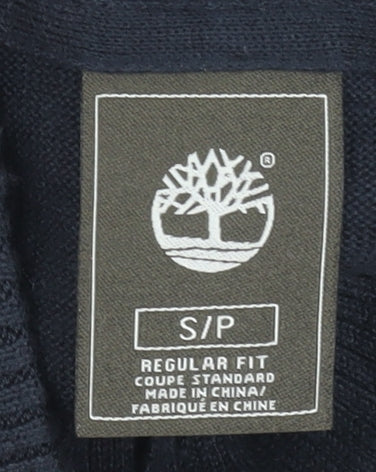 ®
S/P
REGULAR FIT
COUPE STANDARD
MADE IN CHINA/
FABRIQUÉ EN CHINE